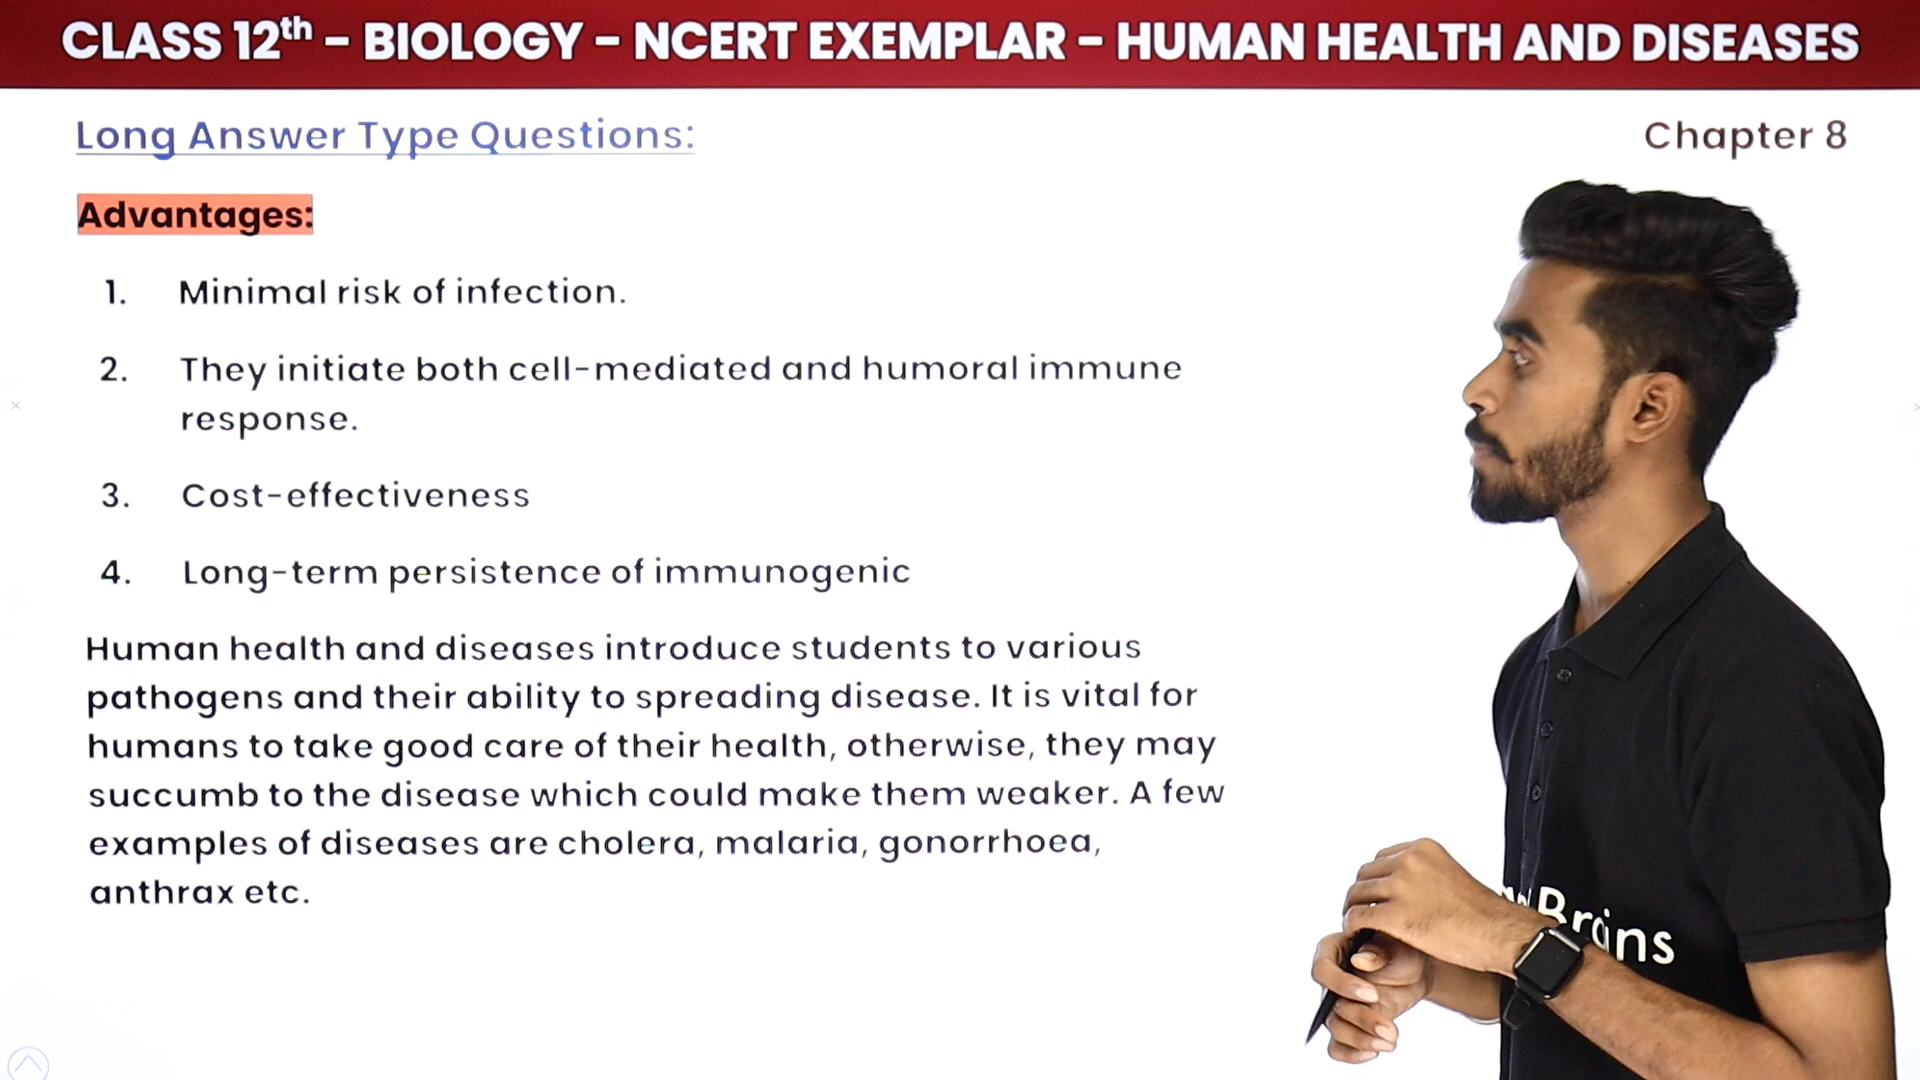 CLASS 12th - BIOLOGY - NCERT EXEMPLAR - HUMAN HEALTH AND DISEASES
Long Answer Type Questions:
Chapter 8
Advantages:
1. Minimal risk of infection.
2. They initiate both cell-mediated and humoral immune
response.
3. Cost-effectiveness
4. Long-term persistence of immunogenic
Human health and diseases introduce students to various
pathogens and their ability to spreading disease. It is vital for
humans to take good care of their health, otherwise, they may
succumb to the disease which could make them weaker. A few
examples of diseases are cholera, malaria, gonorrhoea,
anthrax etc.
Brains